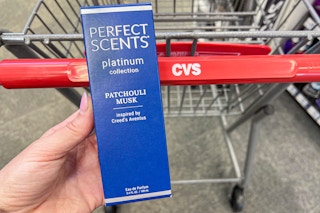 PERFECT
SCENTS
platinum
collection
PATCHOULI
MUSK
inspired by
Creed's Aventus
Eau de Parfum
CVS